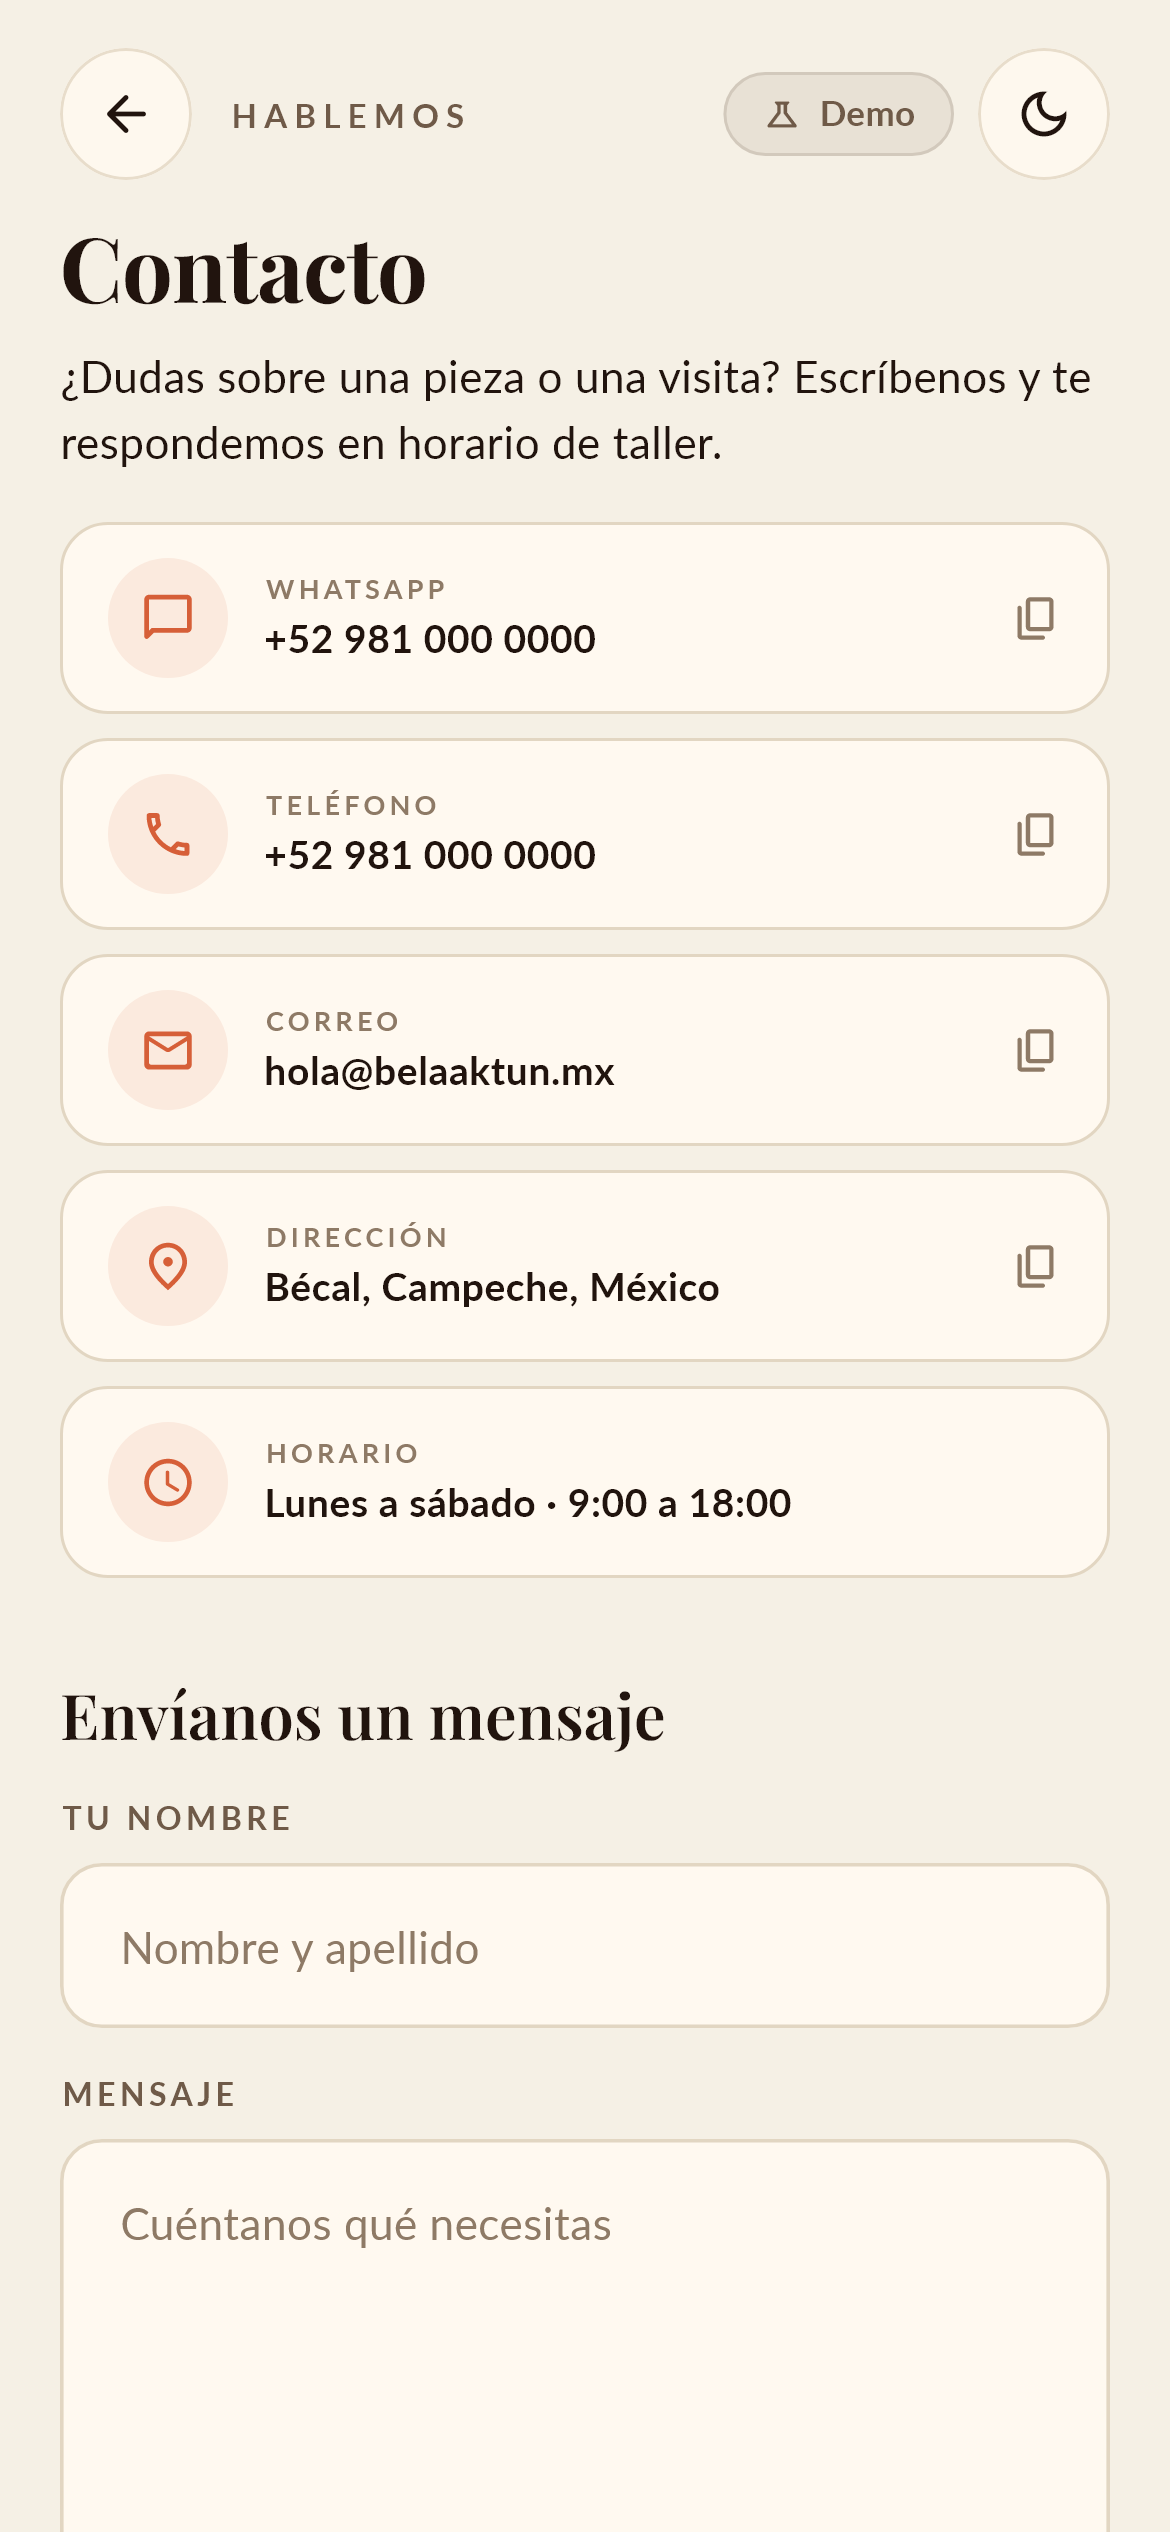 HABLEMOS
Demo
Contacto
¿Dudas sobre una pieza o una visita? Escríbenos y te
respondemos en horario de taller.
WHATSAPP
+52 981 000 0000
TELÉFONO
+52 981 000 0000
CORREO
hola@belaaktun.mx
DIRECCIÓN
Bécal, Campeche, México
HORARIO
Lunes a sábado · 9:00 a 18:00
Envíanos un mensaje
TU NOMBRE
Nombre y apellido
MENSAJE
Cuéntanos qué necesitas